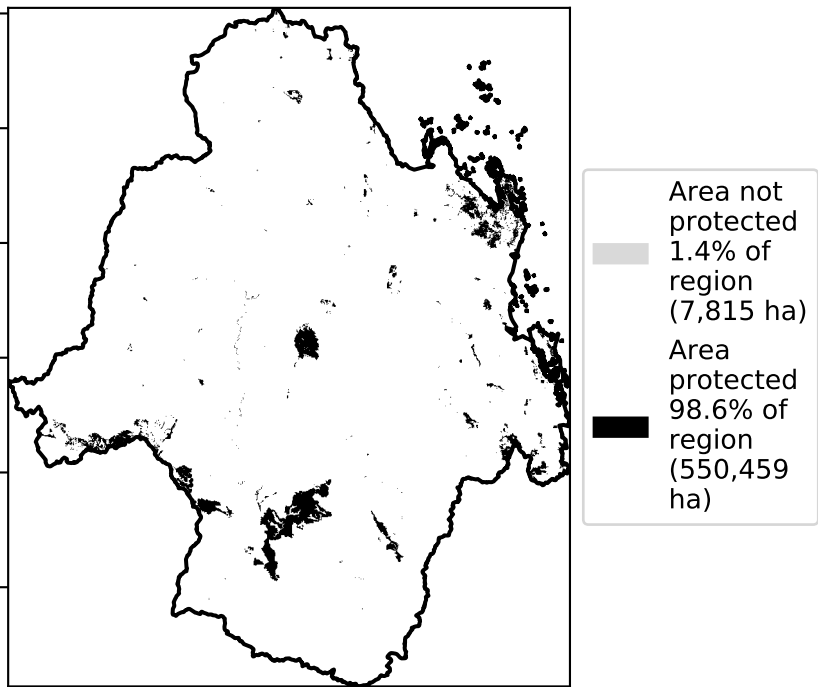 Area not
protected
1.4% of
region
(7,815 ha)
Area
protected
98.6% of
region
(550,459
ha)